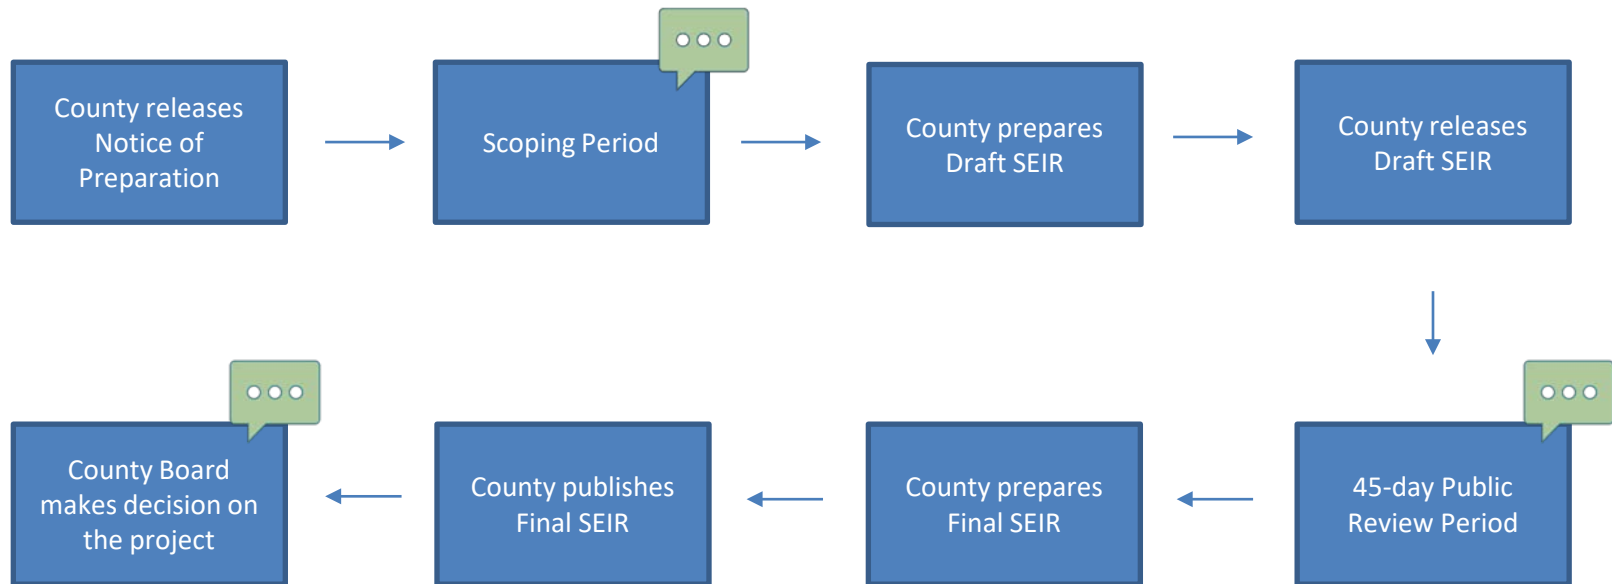 County releases
Notice of
Preparation
Scoping Period
County prepares
Draft SEIR
County releases
Draft SEIR
45-day Public
Review Period
County prepares
Final SEIR
County publishes
Final SEIR
County Board
makes decision on
the project